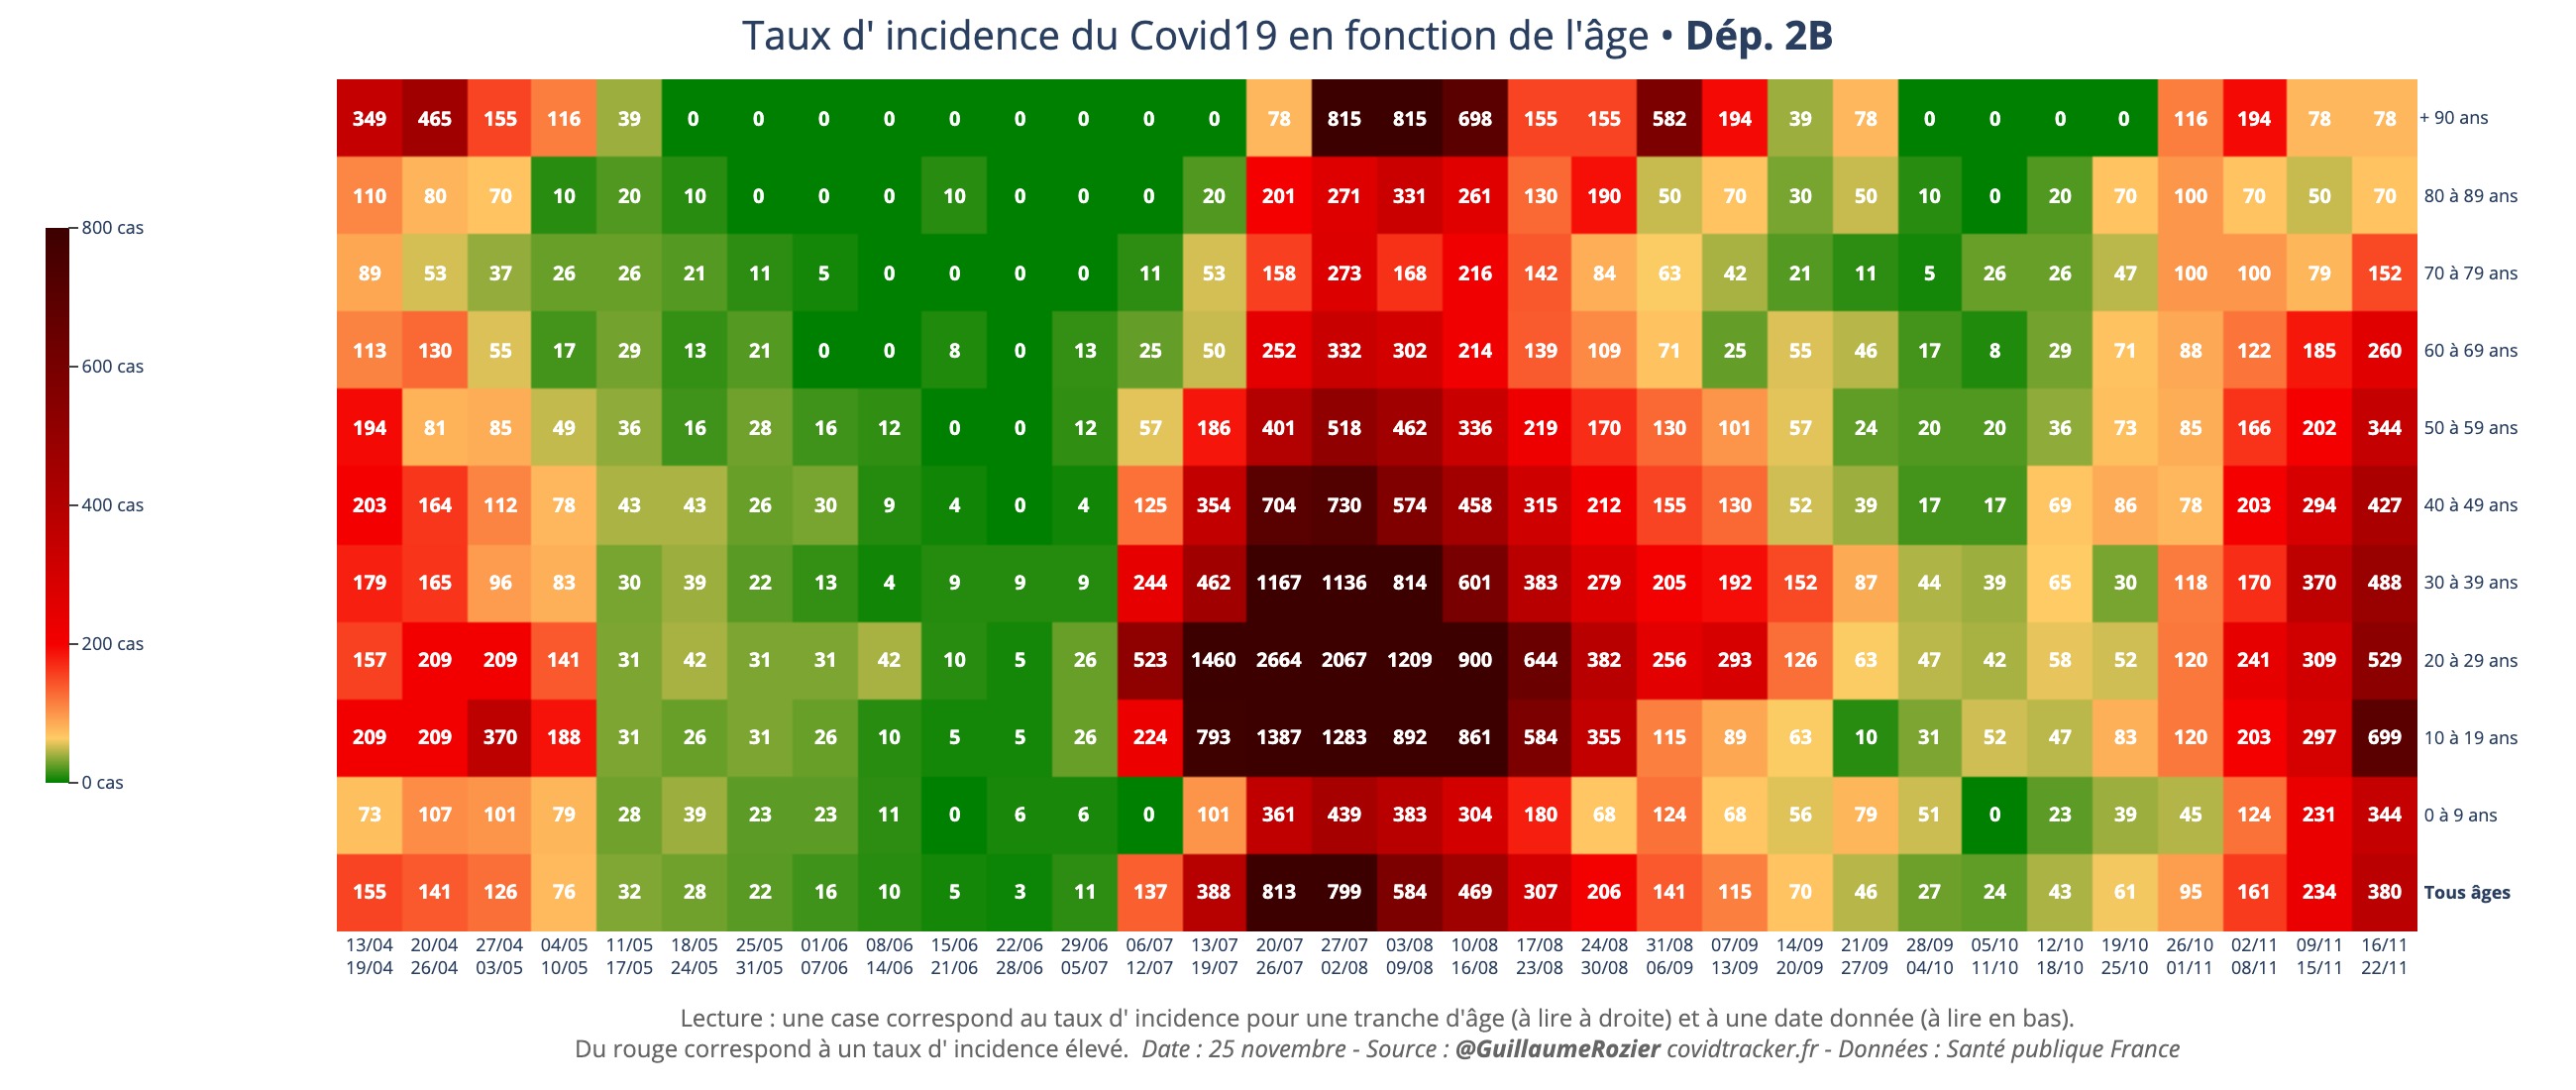 Taux d' incidence du Covid19 en fonction de l'âge • Dép. 2B
349 465 155 116 39 0 0 0 0 0 0 0 0 0 78 815 815 698 155 155 582 194 39 78 0 0 0 0 116 194 78 78 + 90 ans
110 80 70 10 20 10 0 0 0 10 0 0 0 20 201 271 331 261 130 190 50 70 30 50 10 0 20 70 100 70 50 70 80 à 89 ans
800 cas
89 53 37 26 26 21 11 5 0 0 0 0 11 53 158 273 168 216 142 84 63 42 21 11 5 26 26 47 100 100 79 152 70 à 79 ans
113 130 55 17 29 13 21 0 0 8 0 13 25 50 252 332 302 214 139 109 71 25 55 46 17 8 29 71 88 122 185 260 60 à 69 ans
600 cas
194 81 85 49 36 16 28 16 12 0 0 12 57 186 401 518 462 336 219 170 130 101 57 24 20 20 36 73 85 166 202 344 50 à 59 ans
400 cas
203 164 112 78 43 43 26 30 9 4 0 4 125 354 704 730 574 458 315 212 155 130 52 39 17 17 69 86 78 203 294 427 40 à 49 ans
179 165 96 83 30 39 22 13 4 9 9 9 244 462 1167 1136 814 601 383 279 205 192 152 87 44 39 65 30 118 170 370 488 30 à 39 ans
200 cas
157 209 209 141 31 42 31 31 42 10 5 26 523 1460 2664 2067 1209 900 644 382 256 293 126 63 47 42 58 52 120 241 309 529 20 à 29 ans
209 209 370 188 31 26 31 26 10 5 5 26 224 793 1387 1283 892 861 584 355 115 89 63 10 31 52 47 83 120 203 297 699 10 à 19 ans
0 cas
73 107 101 79 28 39 23 23 11 0 6 6 0 101 361 439 383 304 180 68 124 68 56 79 51 0 23 39 45 124 231 344 0 à 9 ans
155 141 126 76 32 28 22 16 10 5 3 11 137 388 813 799 584 469 307 206 141 115 70 46 27 24 43 61 95 161 234 380 Tous âges
13/04 20/04 27/04 04/05 11/05 18/05 25/05 01/06 08/06 15/06 22/06 29/06 06/07 13/07 20/07 27/07 03/08 10/08 17/08 24/08 31/08 07/09 14/09 21/09 28/09 05/10 12/10 19/10 26/10 02/11 09/11 16/11
19/04 26/04 03/05 10/05 17/05 24/05 31/05 07/06 14/06 21/06 28/06 05/07 12/07 19/07 26/07 02/08 09/08 16/08 23/08 30/08 06/09 13/09 20/09 27/09 04/10 11/10 18/10 25/10 01/11 08/11 15/11 22/11
Lecture : une case correspond au taux d' incidence pour une tranche d'âge (à lire à droite) et à une date donnée (à lire en bas).
Du rouge correspond à un taux d' incidence élevé. Date : 25 novembre - Source : @GuillaumeRozier covidtracker.fr - Données : Santé publique France